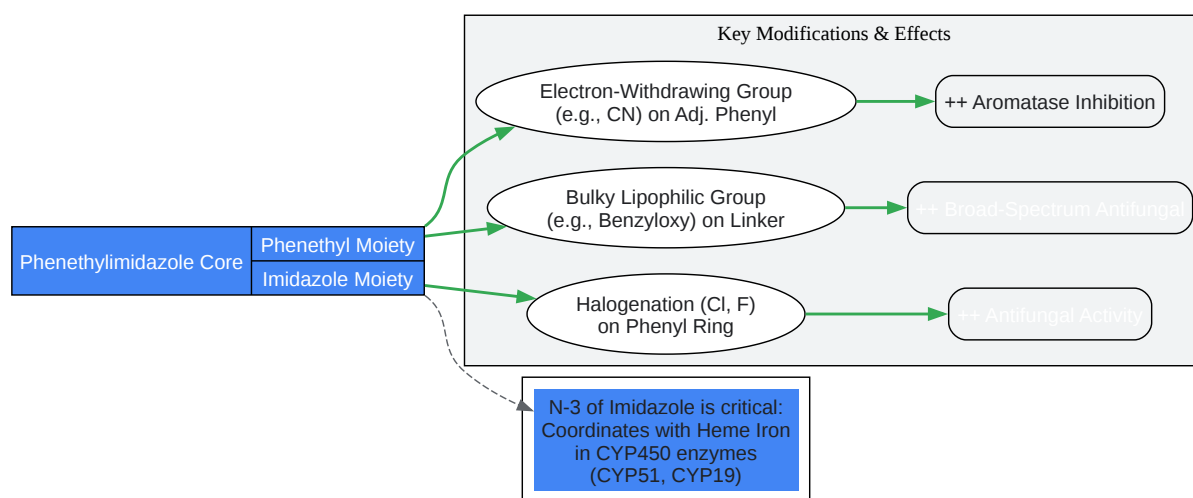 Key Modifications & Effects
Electron-Withdrawing Group
(e.g., CN) on Adj. Phenyl
++ Aromatase Inhibition
Bulky Lipophilic Group
(e.g., Benzyloxy) on Linker
++ Broad-Spectrum Antifungal
Phenethylimidazole Core
Phenethyl Moiety
Imidazole Moiety
Halogenation (Cl, F)
on Phenyl Ring
++ Antifungal Activity
N-3 of Imidazole is critical:
Coordinates with Heme Iron
in CYP450 enzymes
(CYP51, CYP19)